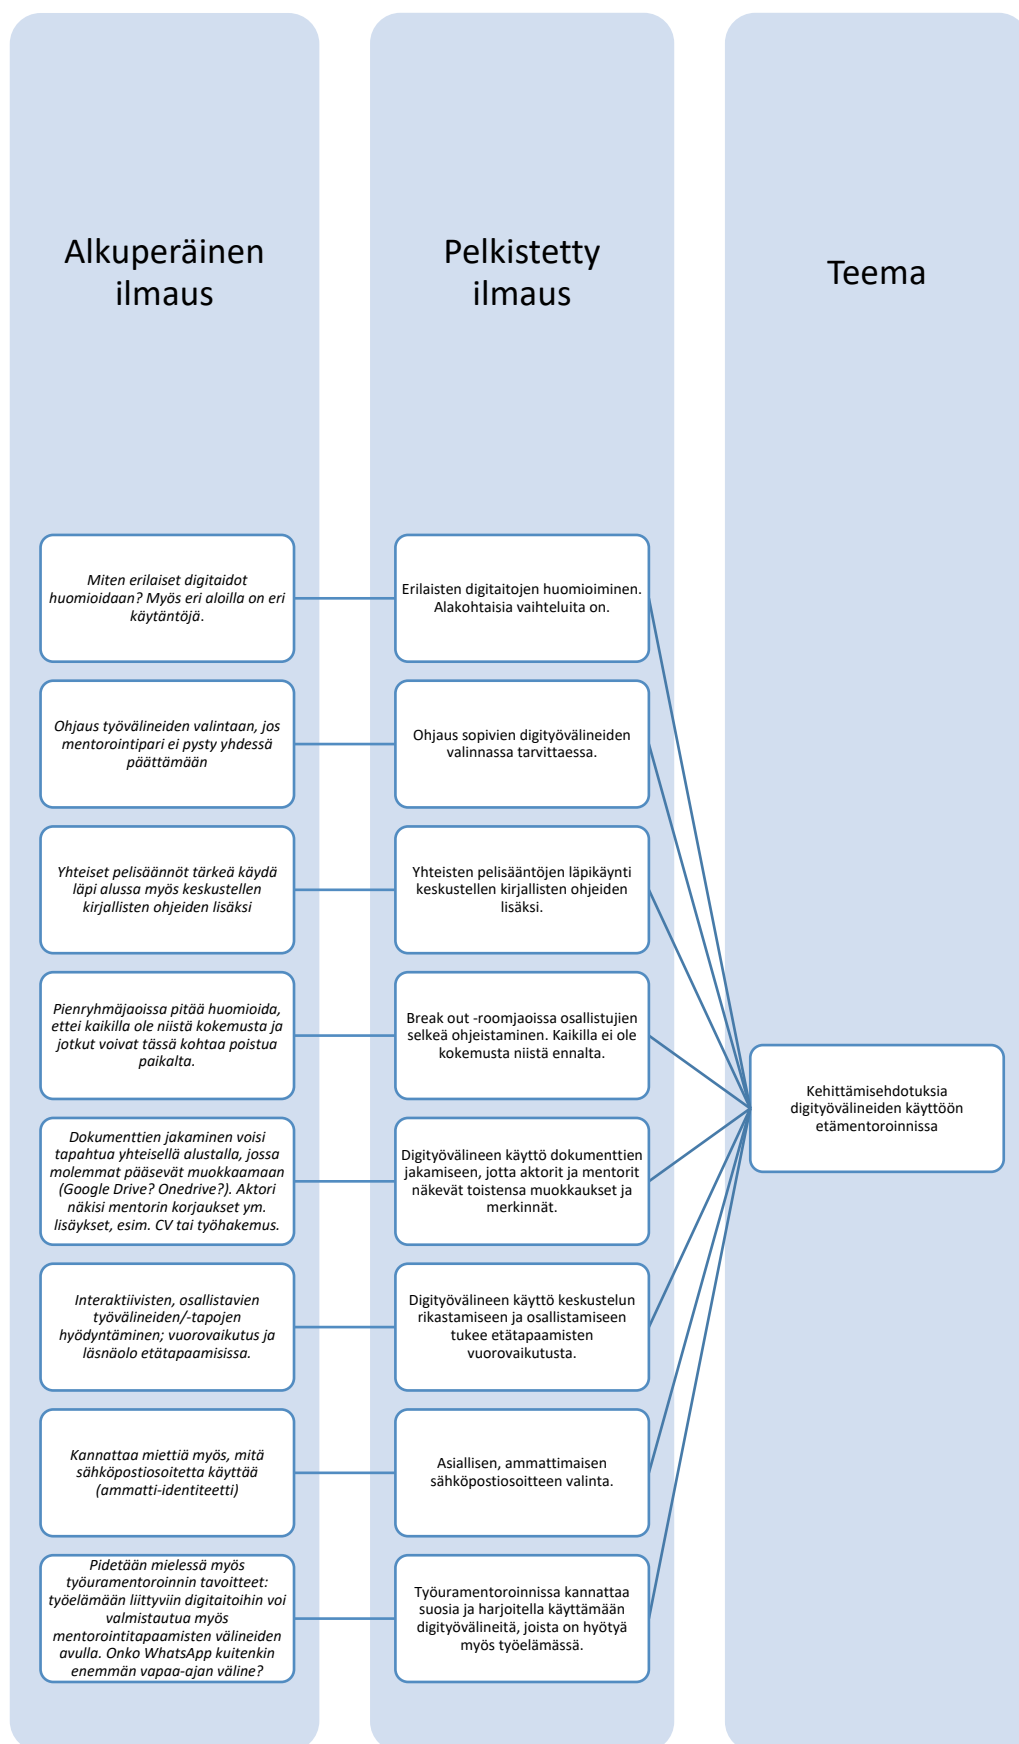 Alkuperäinen
ilmaus
Pelkistetty
ilmaus
Teema
Miten erilaiset digitaidot
huomioidaan? Myös eri aloilla on eri
käytäntöjä.
Erilaisten digitaitojen huomioiminen.
Alakohtaisia vaihteluita on.
Ohjaus työvälineiden valintaan, jos
mentorointipari ei pysty yhdessä
päättämään
Ohjaus sopivien digityövälineiden
valinnassa tarvittaessa.
Yhteiset pelisäännöt tärkeä käydä
läpi alussa myös keskustellen
kirjallisten ohjeiden lisäksi
Yhteisten pelisääntöjen läpikäynti
keskustellen kirjallisten ohjeiden
lisäksi.
Pienryhmäjaoissa pitää huomioida,
ettei kaikilla ole niistä kokemusta ja
jotkut voivat tässä kohtaa poistua
paikalta.
Break out -roomjaoissa osallistujien
selkeä ohjeistaminen. Kaikilla ei ole
kokemusta niistä ennalta.
Dokumenttien jakaminen voisi
tapahtua yhteisellä alustalla, jossa
molemmat pääsevät muokkaamaan
(Google Drive? Onedrive?). Aktori
näkisi mentorin korjaukset ym.
lisäykset, esim. CV tai työhakemus.
Digityövälineen käyttö dokumenttien
jakamiseen, jotta aktorit ja mentorit
näkevät toistensa muokkaukset ja
merkinnät.
Interaktiivisten, osallistavien
työvälineiden/-tapojen
hyödyntäminen; vuorovaikutus ja
läsnäolo etätapaamisissa.
Digityövälineen käyttö keskustelun
rikastamiseen ja osallistamiseen
tukee etätapaamisten
vuorovaikutusta.
Kannattaa miettiä myös, mitä
sähköpostiosoitetta käyttää
(ammatti-identiteetti)
Asiallisen, ammattimaisen
sähköpostiosoitteen valinta.
Pidetään mielessä myös
työuramentoroinnin tavoitteet:
työelämään liittyviin digitaitoihin voi
valmistautua myös
mentorointitapaamisten välineiden
avulla. Onko WhatsApp kuitenkin
enemmän vapaa-ajan väline?
Työuramentoroinnissa kannattaa
suosia ja harjoitella käyttämään
digityövälineitä, joista on hyötyä
myös työelämässä.
Kehittämisehdotuksia
digityövälineiden käyttöön
etämentoroinnissa